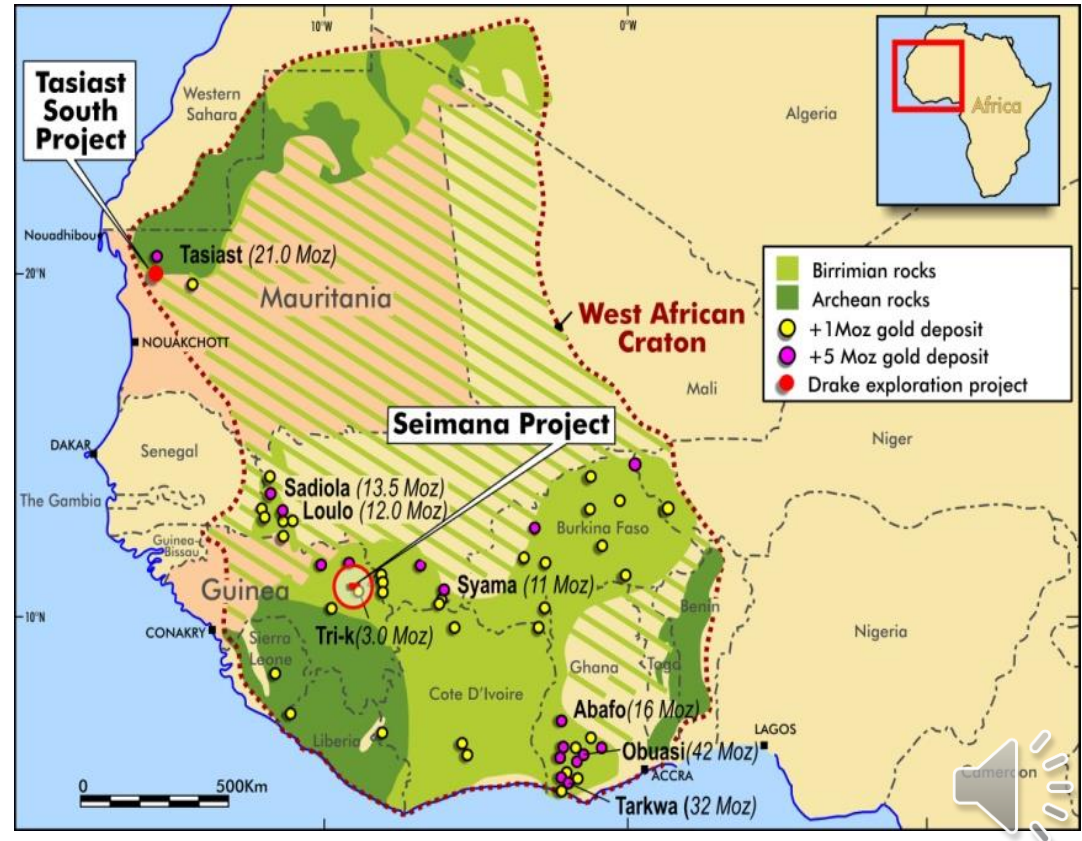 10°W
0°W
Tasiast
South
Project
Western
Sahara
Algeria
Africa
Nouadhibou
Tasiast (21.0 Moz)
20°N
Mauritania
Birrimian rocks
Archean rocks
+1Moz gold deposit
+5 Moz gold deposit
Drake exploration project
NOUAKCHOTT
West African
Craton
Mali
Seimana Project
DAKAR
Senegal
Niger
The Gambia
Sadiola (13.5 Moz)
Loulo (12.0 Moz)
Burkina Faso
Guinea-
Bissau
Guinea
Syama (11 Moz)
Benin
10°N
CONAKRY
Sierra
Leone
Tri-k(3.0 Moz)
Nigeria
Ghana
Togo
Cote D'Ivoire
Abafo(16 Moz)
Liberia
LAGOS
Obuasi(42 Moz)
ACCRA
Cameroon
0
500Km
Tarkwa (32 Moz)